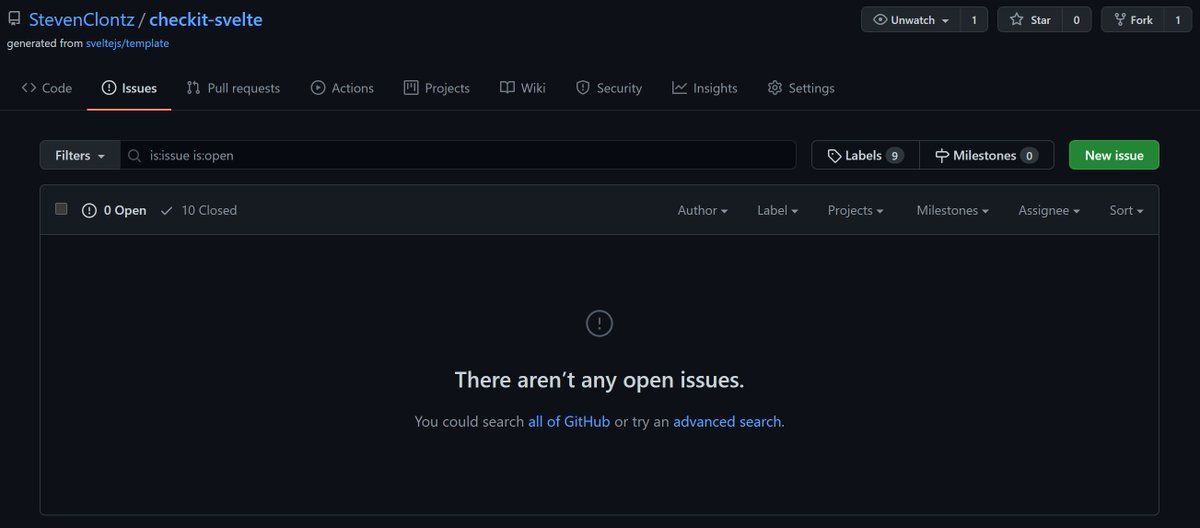 StevenClontz / checkit-svelte
Unwatch 1 Star 0 Fork 1
generated from sveltejs/template
Code Issues Pull requests Actions Projects Wiki Security Insights Settings
Filters is:issue is:open Labels 9 Milestones 0 New issue
0 Open 10 Closed Author Label Projects Milestones Assignee Sort
There aren’t any open issues.
You could search all of GitHub or try an advanced search.